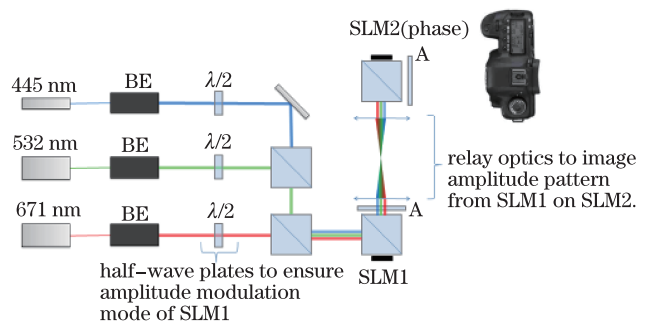 SLM2(phase)
A
445 nm
BE
λ/2
532 nm
BE
λ/2
relay optics to image
amplitude pattern
from SLM1 on SLM2.
671 nm
BE
λ/2
A
half-wave plates to ensure
amplitude modulation
mode of SLM1
SLM1